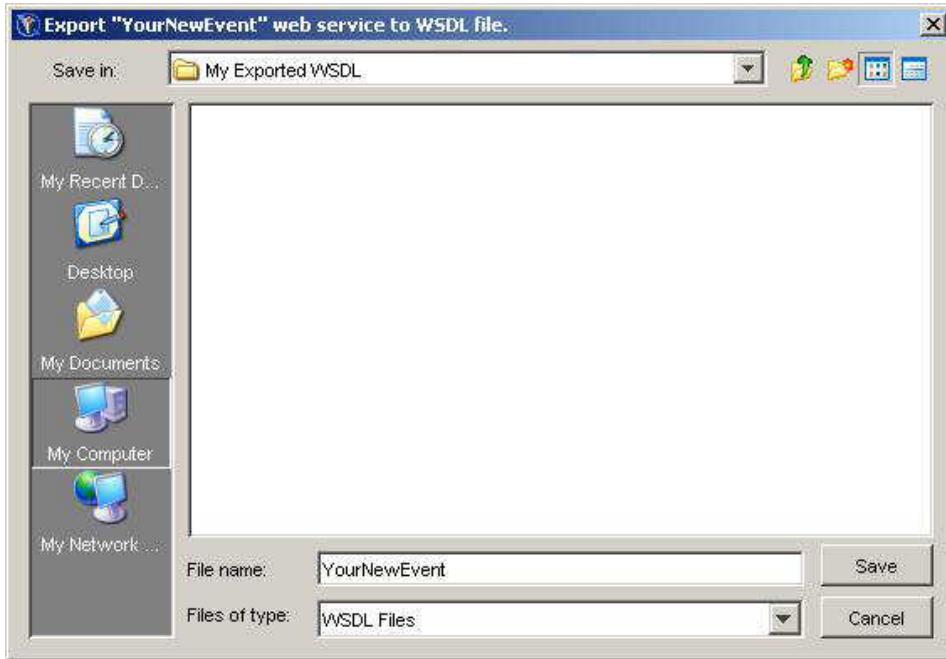 Export "YourNewEvent" web service to WSDL file.
Save in:
My Exported WSDL
My Recent D...
Desktop
My Documents
My Computer
My Network ...
File name:
YourNewEvent
Save
Files of type:
WSDL Files
Cancel